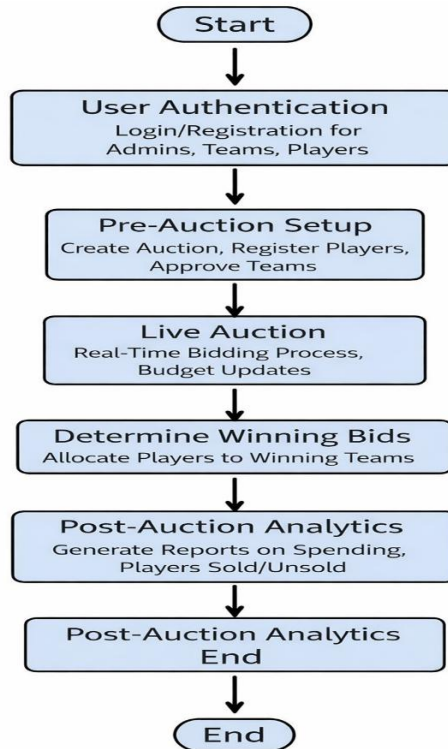 Start
User Authentication
Login/Registration for
Admins, Teams, Players
Pre-Auction Setup
Create Auction, Register Players,
Approve Teams
Live Auction
Real-Time Bidding Process,
Budget Updates
Determine Winning Bids
Allocate Players to Winning Teams
Post-Auction Analytics
Generate Reports on Spending,
Players Sold/Unsold
Post-Auction Analytics
End
End